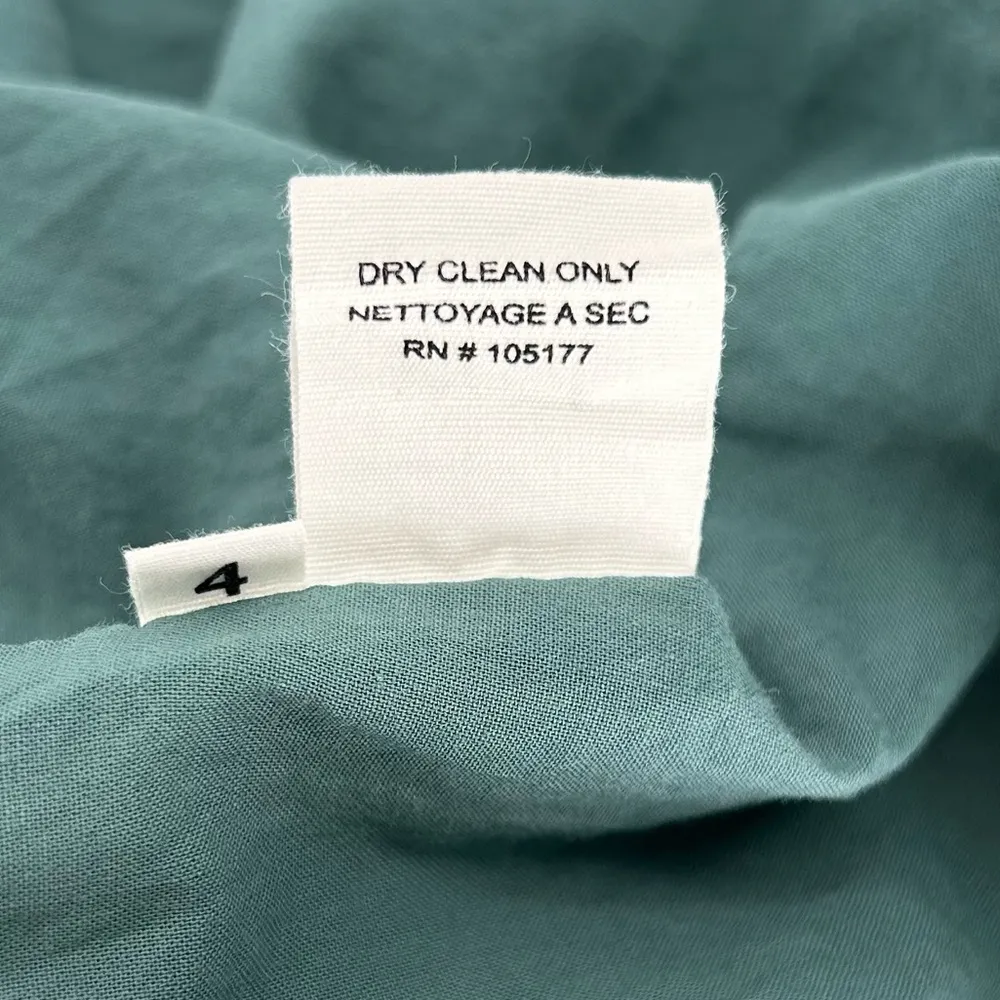 DRY CLEAN ONLY
NETTOYAGE A SEC
RN # 105177
4